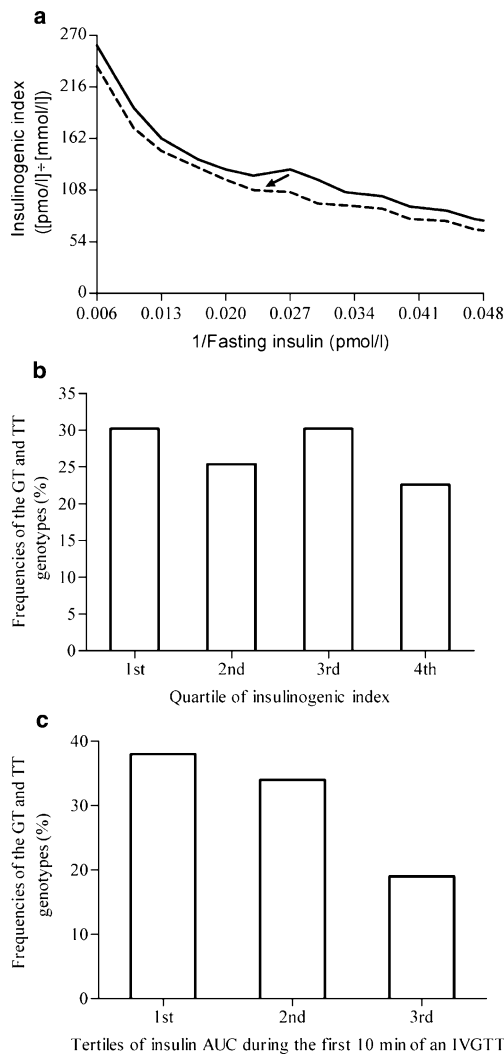 a
Insulinogenic index
([pmo/l]÷[mmol/l])
270
216
162
108
54
0
0.006 0.013 0.020 0.027 0.034 0.041 0.048
1/Fasting insulin (pmol/l)
b
Frequencies of the GT and TT
genotypes (%)
35
30
25
20
15
10
5
0
1st 2nd 3rd 4th
Quartile of insulinogenic index
c
Frequencies of the GT and TT
genotypes (%)
40
30
20
10
0
1st 2nd 3rd
Tertiles of insulin AUC during the first 10 min of an IVGTT